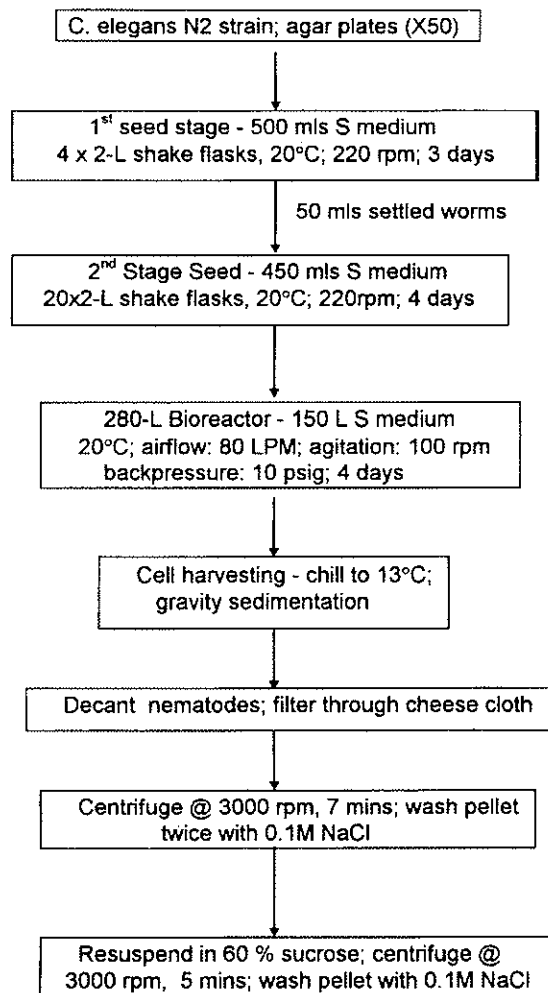 C. elegans N2 strain; agar plates (X50)
1st seed stage - 500 mls S medium
4 x 2-L shake flasks, 20°C; 220 rpm; 3 days
50 mls settled worms
2nd Stage Seed - 450 mls S medium
20x2-L shake flasks, 20°C; 220rpm; 4 days
280-L Bioreactor - 150 L S medium
20°C; airflow: 80 LPM; agitation: 100 rpm
backpressure: 10 psig; 4 days
Cell harvesting - chill to 13°C;
gravity sedimentation
Decant nematodes; filter through cheese cloth
Centrifuge @ 3000 rpm, 7 mins; wash pellet
twice with 0.1M NaCl
Resuspend in 60 % sucrose; centrifuge @
3000 rpm, 5 mins; wash pellet with 0.1M NaCl